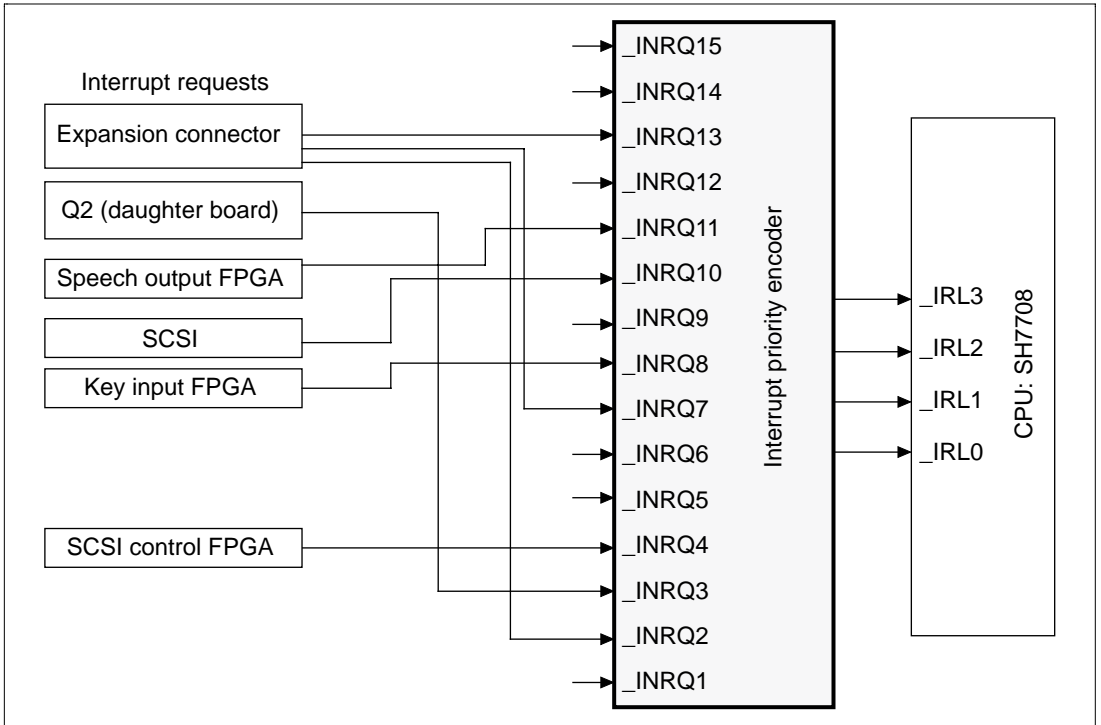 Interrupt requests
Expansion connector
Q2 (daughter board)
Speech output FPGA
SCSI
Key input FPGA
SCSI control FPGA
_INRQ15
_INRQ14
_INRQ13
_INRQ12
_INRQ11
_INRQ10
_INRQ9
_INRQ8
_INRQ7
_INRQ6
_INRQ5
_INRQ4
_INRQ3
_INRQ2
_INRQ1
Interrupt priority encoder
_IRL3
_IRL2
_IRL1
_IRL0
CPU: SH7708